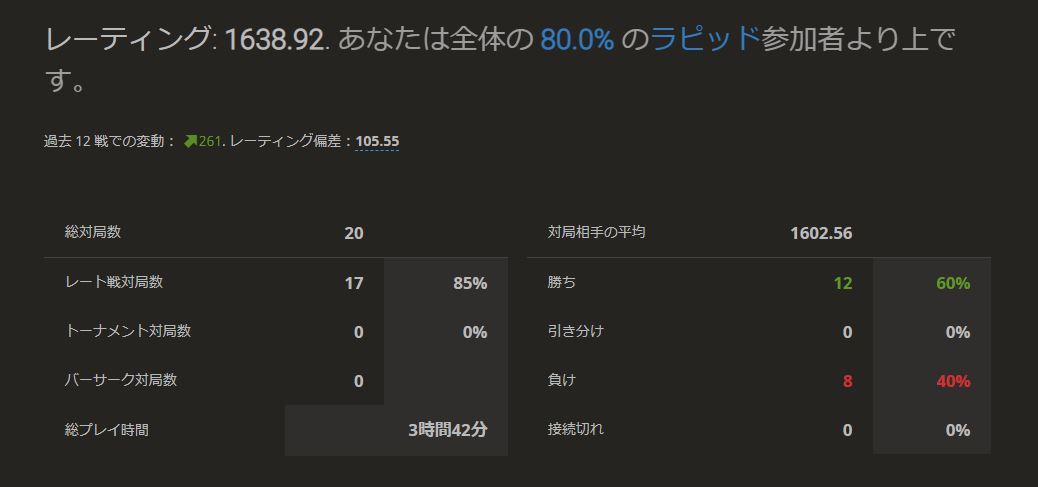 レーティング: 1638.92. あなたは全体の 80.0% のラピッド参加者より上で
す。
過去 12 戦での変動： 261. レーティング偏差：105.55
総対局数 20 対局相手の平均 1602.56
レート戦対局数 17 85% 勝ち 12 60%
トーナメント対局数 0 0% 引き分け 0 0%
バーサーク対局数 0 負け 8 40%
総プレイ時間 3時間42分 接続切れ 0 0%